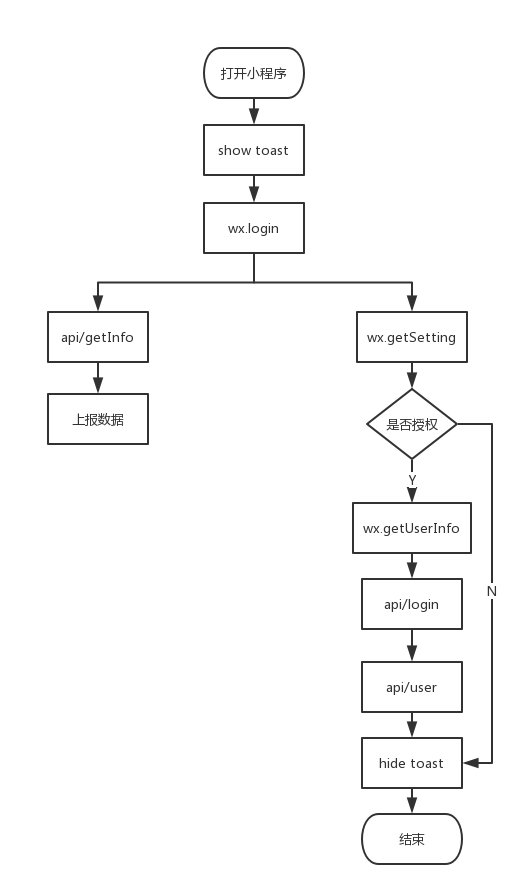 打开小程序
show toast
wx.login
api/getInfo
wx.getSetting
上报数据
是否授权
Y
wx.getUserInfo
N
api/login
api/user
hide toast
结束